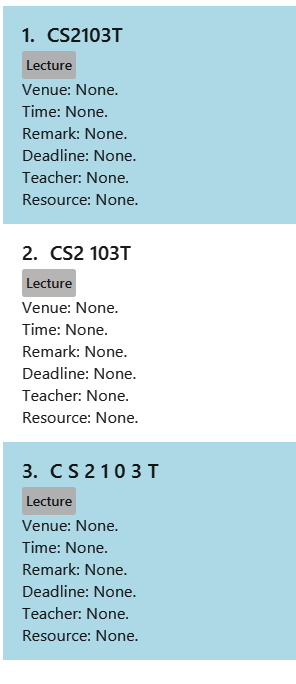 1. CS2103T
Lecture
Venue: None.
Time: None.
Remark: None.
Deadline: None.
Teacher: None.
Resource: None.
2. CS2 103T
Lecture
Venue: None.
Time: None.
Remark: None.
Deadline: None.
Teacher: None.
Resource: None.
3. C S 2 1 0 3 T
Lecture
Venue: None.
Time: None.
Remark: None.
Deadline: None.
Teacher: None.
Resource: None.